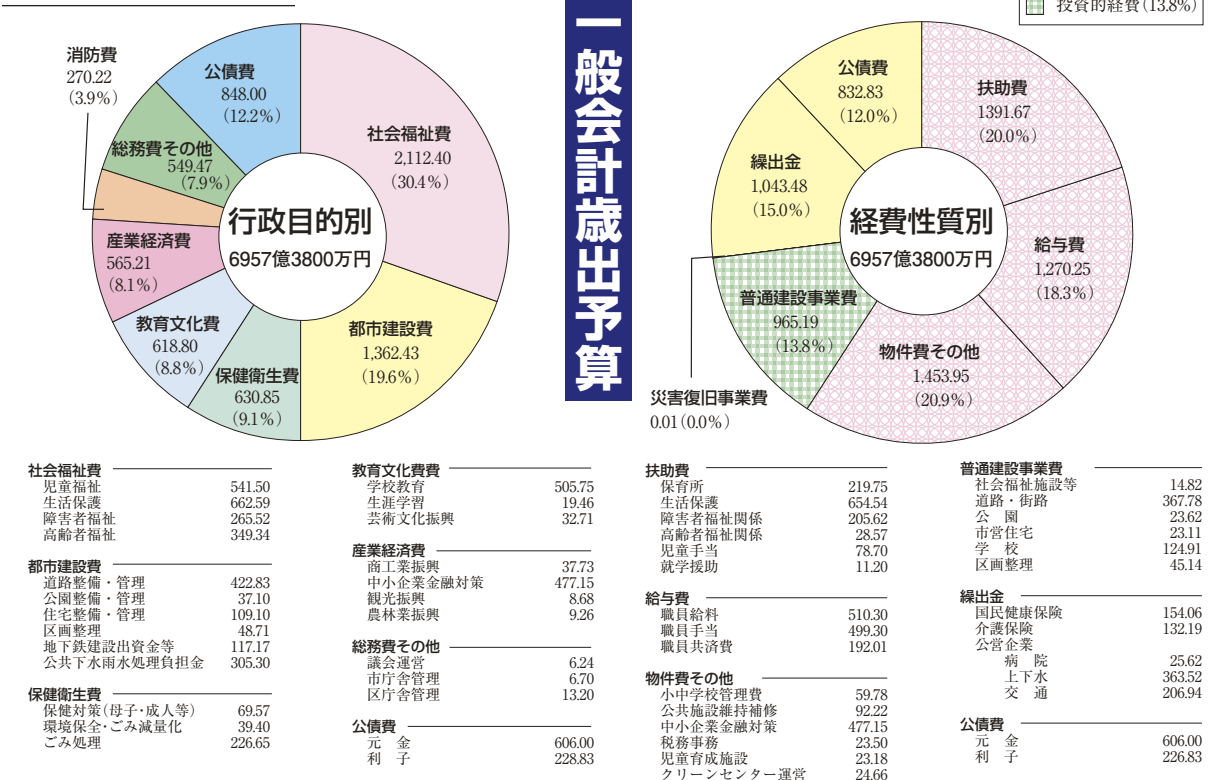 投資的経費(13.8%)
一般会計歳出予算
消防費
270.22
(3.9%)
公債費
848.00
(12.2%)
社会福祉費
2,112.40
(30.4%)
総務費その他
549.47
(7.9%)
行政目的別
6957億3800万円
産業経済費
565.21
(8.1%)
教育文化費
618.80
(8.8%)
保健衛生費
630.85
(9.1%)
都市建設費
1,362.43
(19.6%)
公債費
832.83
(12.0%)
扶助費
1391.67
(20.0%)
繰出金
1,043.48
(15.0%)
経費性質別
6957億3800万円
給与費
1,270.25
(18.3%)
普通建設事業費
965.19
(13.8%)
物件費その他
1,453.95
(20.9%)
災害復旧事業費
0.01(0.0%)
社会福祉費
児童福祉 541.50
生活保護 662.59
障害者福祉 265.52
高齢者福祉 349.34
都市建設費
道路整備・管理 422.83
公園整備・管理 37.10
住宅整備・管理 109.10
区画整理 48.71
地下鉄建設出資金等 117.17
公共下水雨水処理負担金 305.30
保健衛生費
保健対策(母子・成人等) 69.57
環境保全・ごみ減量化 39.40
ごみ処理 226.65
教育文化費費
学校教育 505.75
生涯学習 19.46
芸術文化振興 32.71
産業経済費
商工業振興 37.73
中小企業金融対策 477.15
観光振興 8.68
農林業振興 9.26
総務費その他
議会運営 6.24
市庁舎管理 6.70
区庁舎管理 13.20
公債費
元 金 606.00
利 子 228.83
扶助費
保育所 219.75
生活保護 654.54
障害者福祉関係 205.62
高齢者福祉関係 28.57
児童手当 78.70
就学援助 11.20
給与費
職員給料 510.30
職員手当 499.30
職員共済費 192.01
物件費その他
小中学校管理費 59.78
公共施設維持補修 92.22
中小企業金融対策 477.15
税務事務 23.50
児童育成施設 23.18
クリーンセンター運営 24.66
普通建設事業費
社会福祉施設等 14.82
道路・街路 367.78
公 園 23.62
市営住宅 23.11
学 校 124.91
区画整理 45.14
繰出金
国民健康保険 154.06
介護保険 132.19
公営企業
病 院 25.62
上下水 363.52
交 通 206.94
公債費
元 金 606.00
利 子 226.83